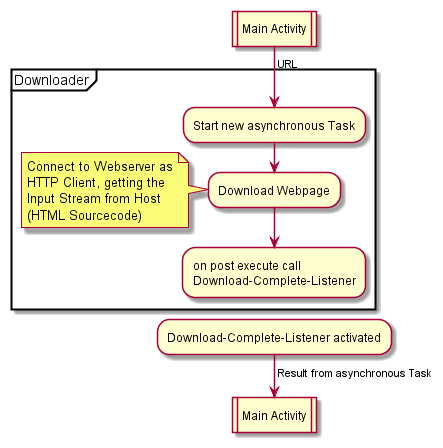 Main Activity
URL
Downloader
Start new asynchronous Task
Connect to Webserver as
HTTP Client, getting the
Input Stream from Host
(HTML Sourcecode)
Download Webpage
on post execute call
Download-Complete-Listener
Download-Complete-Listener activated
Result from asynchronous Task
Main Activity